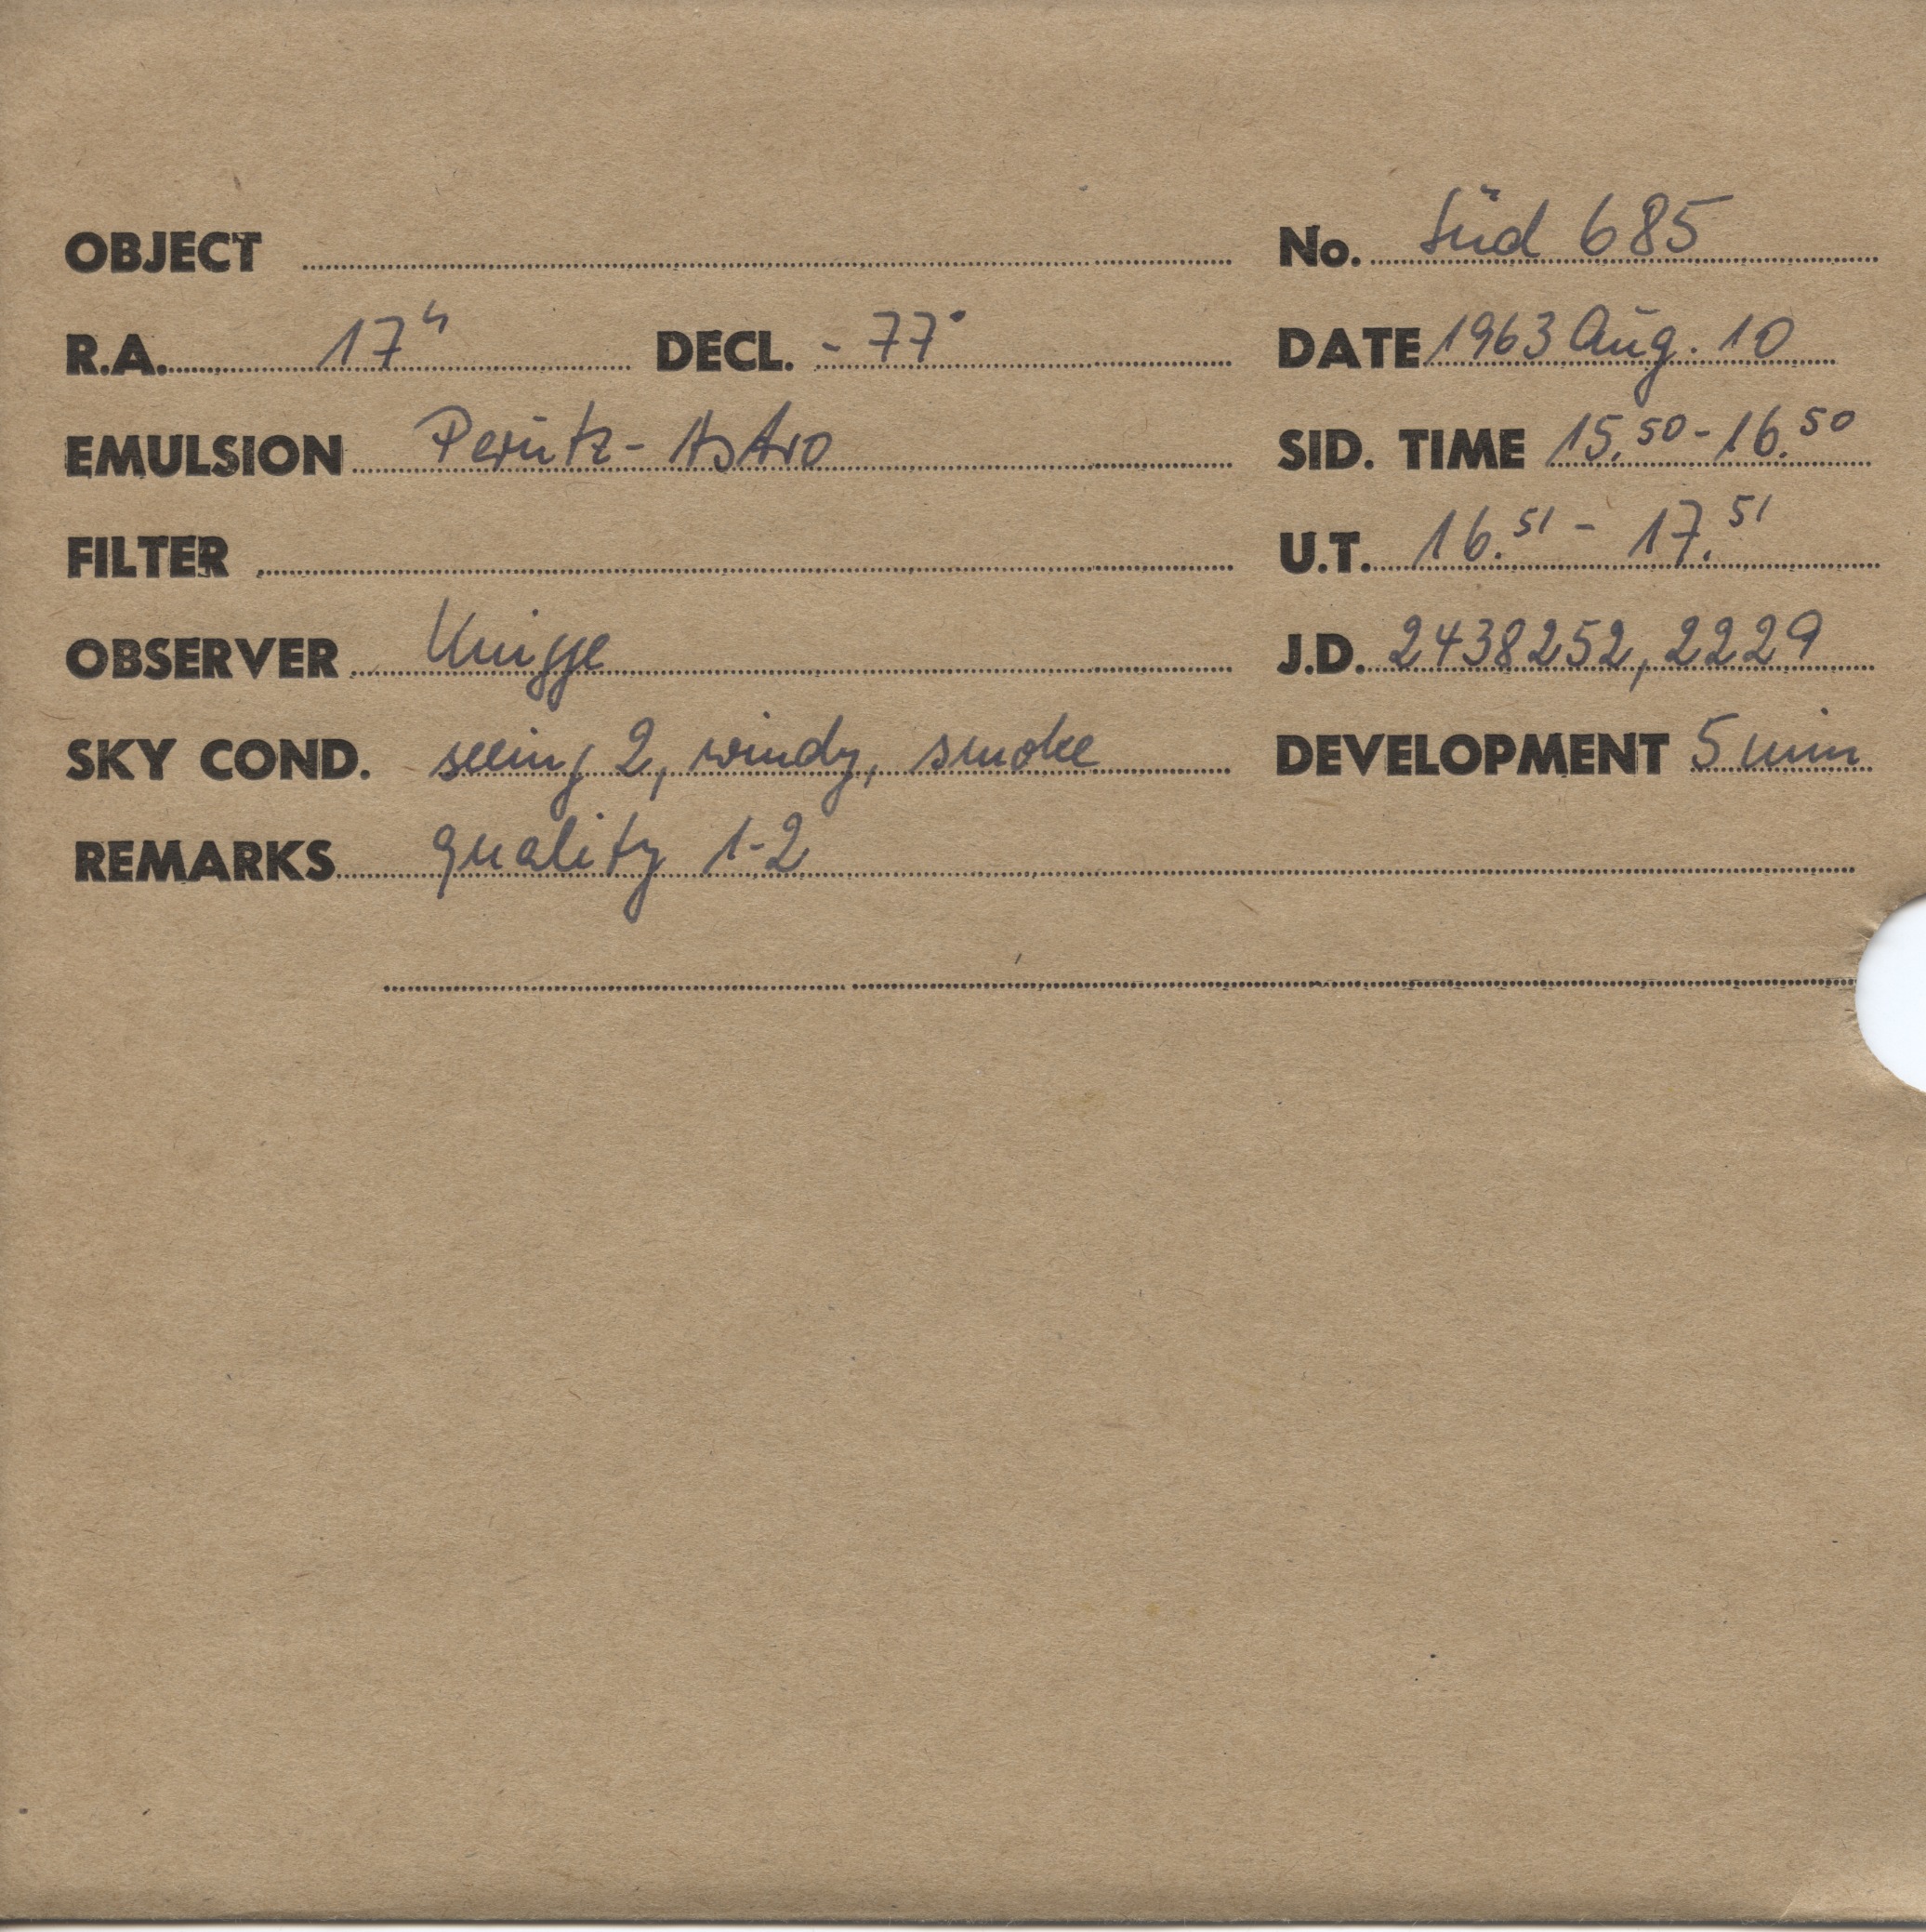 OBJECT No. Süd 685
R.A. 17h DECL. -77° DATE 1963 Aug. 10
EMULSION Perutz-Astro SID. TIME 15.50-16.50
FILTER U.T. 16.51 - 17.51
OBSERVER Knigge J.D. 2438252,2229
SKY COND. seeing 2, windy, smoke DEVELOPMENT 5 min
REMARKS quality 1-2